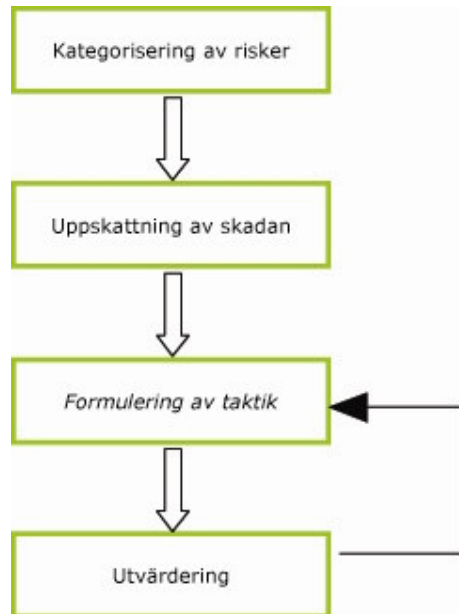 Kategorisering av risker
Uppskattning av skadan
Formulering av taktik
Utvärdering